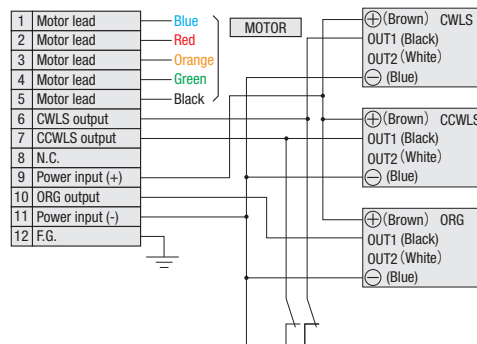 1 Motor lead Blue
2 Motor lead Red
3 Motor lead Orange
4 Motor lead Green
5 Motor lead Black
6 CWLS output
7 CCWLS output
8 N.C.
9 Power input (+)
10 ORG output
11 Power input (-)
12 F.G.
MOTOR
+ (Brown) CWLS
OUT1 (Black)
OUT2 (White)
- (Blue)
+ (Brown) CCWLS
OUT1 (Black)
OUT2 (White)
- (Blue)
+ (Brown) ORG
OUT1 (Black)
OUT2 (White)
- (Blue)